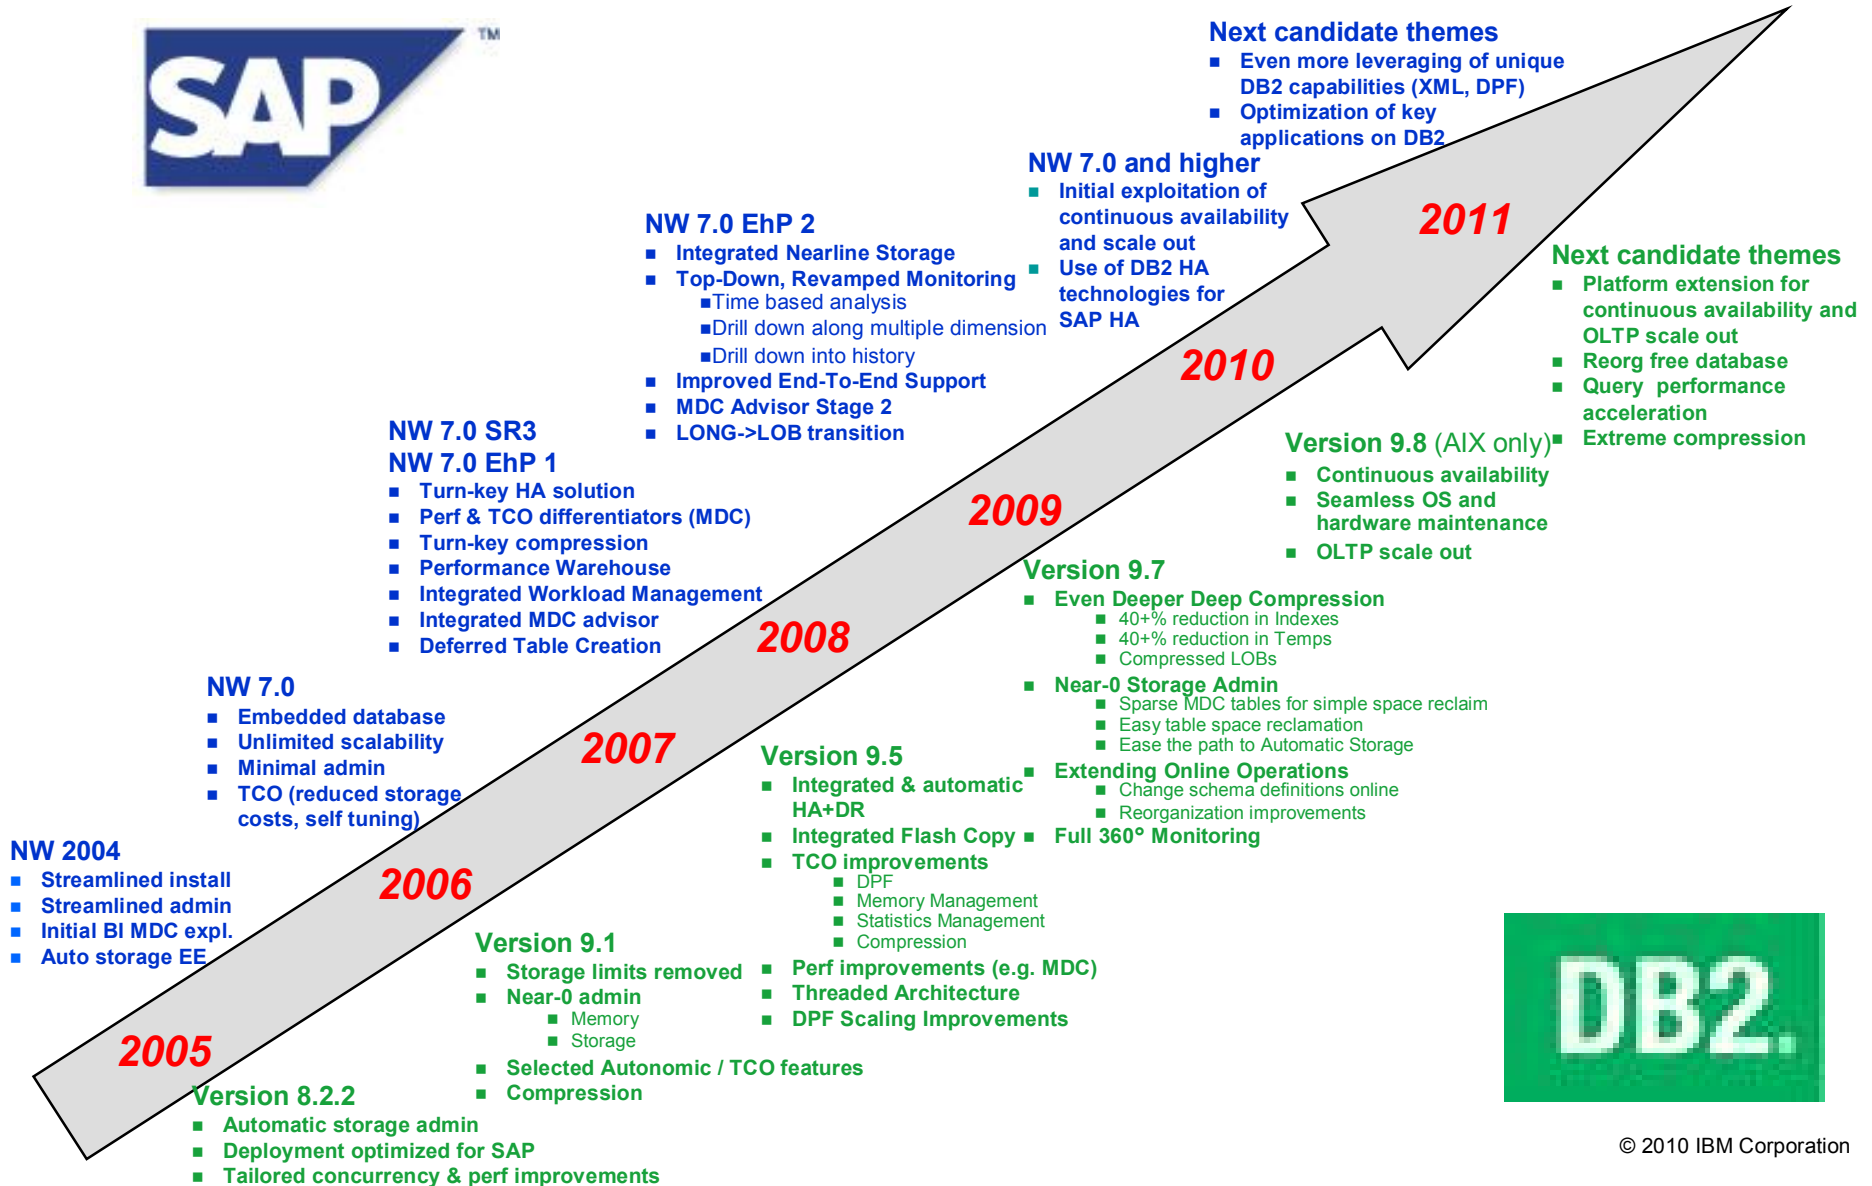 SAP
TM
Next candidate themes
Even more leveraging of unique
DB2 capabilities (XML, DPF)
Optimization of key
applications on DB2
NW 7.0 and higher
Initial exploitation of
continuous availability
and scale out
Use of DB2 HA
technologies for
SAP HA
NW 7.0 EhP 2
Integrated Nearline Storage
Top-Down, Revamped Monitoring
Time based analysis
Drill down along multiple dimension
Drill down into history
Improved End-To-End Support
MDC Advisor Stage 2
LONG->LOB transition
NW 7.0 SR3
NW 7.0 EhP 1
Turn-key HA solution
Perf & TCO differentiators (MDC)
Turn-key compression
Performance Warehouse
Integrated Workload Management
Integrated MDC advisor
Deferred Table Creation
NW 7.0
Embedded database
Unlimited scalability
Minimal admin
TCO (reduced storage
costs, self tuning)
NW 2004
Streamlined install
Streamlined admin
Initial BI MDC expl.
Auto storage EE
2005
2006
2007
2008
2009
2010
2011
Version 8.2.2
Automatic storage admin
Deployment optimized for SAP
Tailored concurrency & perf improvements
Version 9.1
Storage limits removed
Near-0 admin
Memory
Storage
Selected Autonomic / TCO features
Compression
Version 9.5
Integrated & automatic
HA+DR
Integrated Flash Copy
TCO improvements
DPF
Memory Management
Statistics Management
Compression
Perf improvements (e.g. MDC)
Threaded Architecture
DPF Scaling Improvements
Version 9.7
Even Deeper Deep Compression
40+% reduction in Indexes
40+% reduction in Temps
Compressed LOBs
Near-0 Storage Admin
Sparse MDC tables for simple space reclaim
Easy table space reclamation
Ease the path to Automatic Storage
Extending Online Operations
Change schema definitions online
Reorganization improvements
Full 360° Monitoring
Version 9.8 (AIX only)
Continuous availability
Seamless OS and
hardware maintenance
OLTP scale out
Next candidate themes
Platform extension for
continuous availability and
OLTP scale out
Reorg free database
Query performance
acceleration
Extreme compression
DB2.
© 2010 IBM Corporation